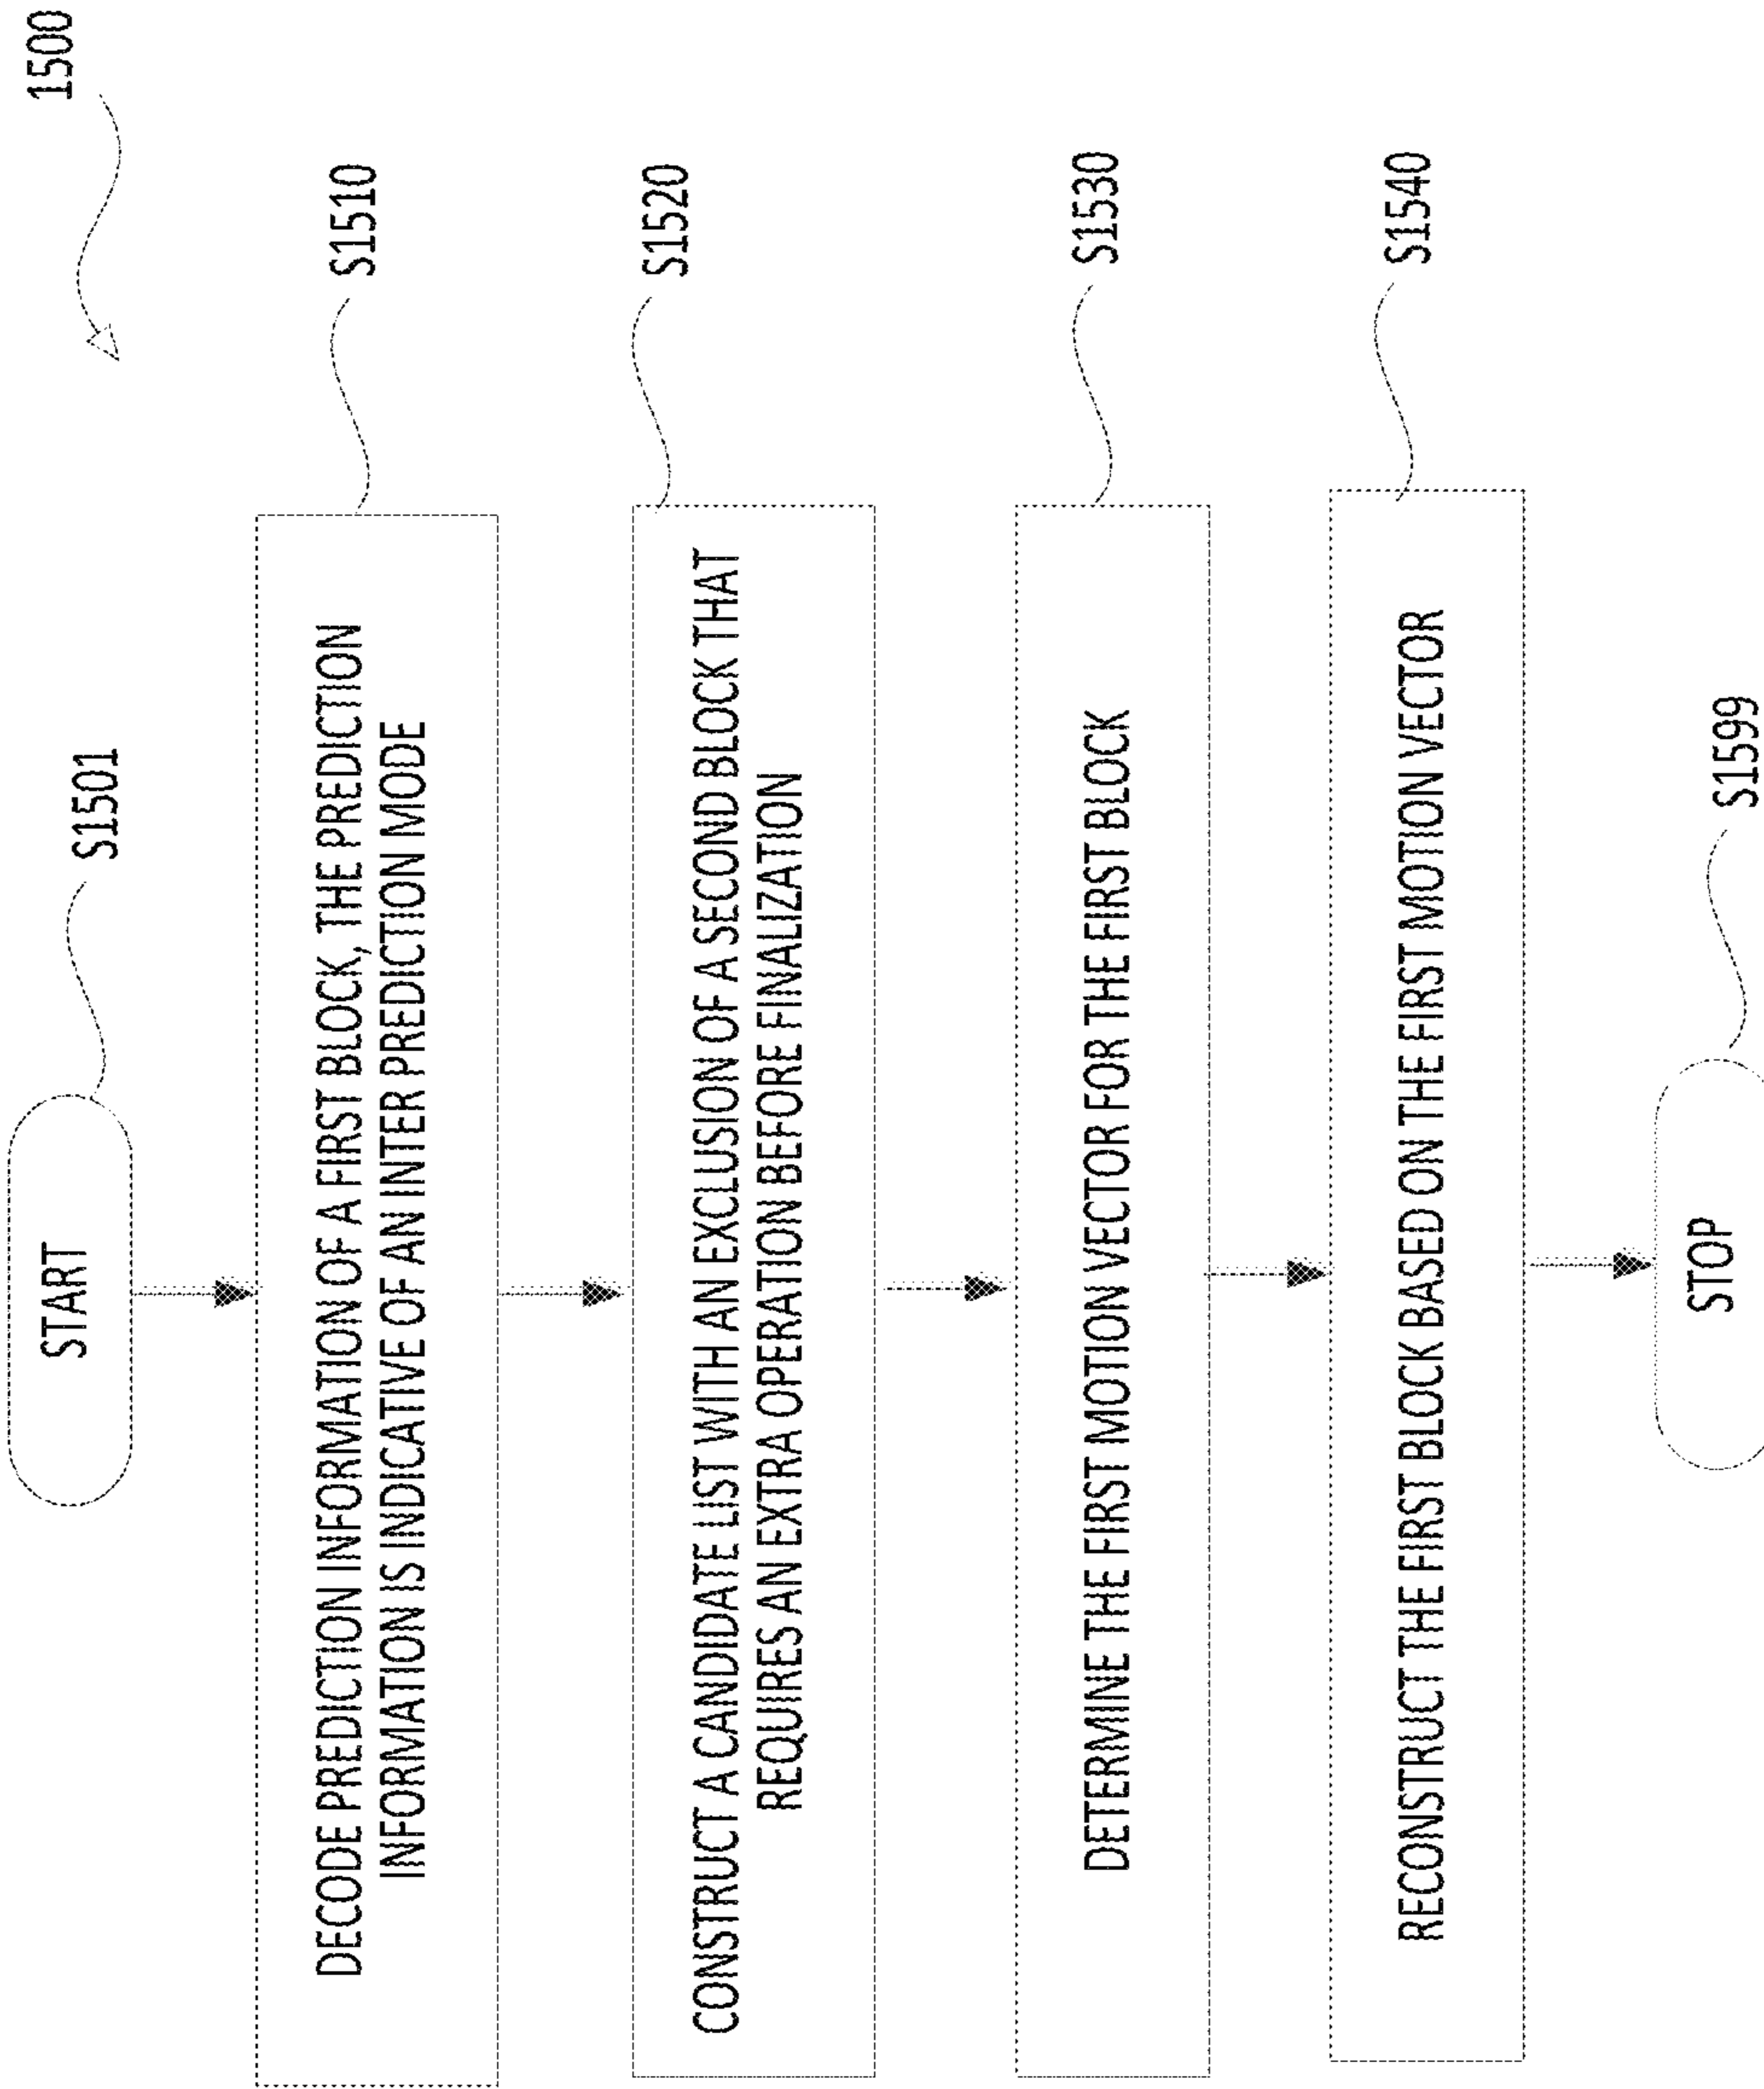 1500
START
S1501
DECODE PREDICTION INFORMATION OF A FIRST BLOCK, THE PREDICTION
INFORMATION IS INDICATIVE OF AN INTER PREDICTION MODE
S1510
CONSTRUCT A CANDIDATE LIST WITH AN EXCLUSION OF A SECOND BLOCK THAT
REQUIRES AN EXTRA OPERATION BEFORE FINALIZATION
S1520
DETERMINE THE FIRST MOTION VECTOR FOR THE FIRST BLOCK
S1530
RECONSTRUCT THE FIRST BLOCK BASED ON THE FIRST MOTION VECTOR
S1540
STOP
S1599